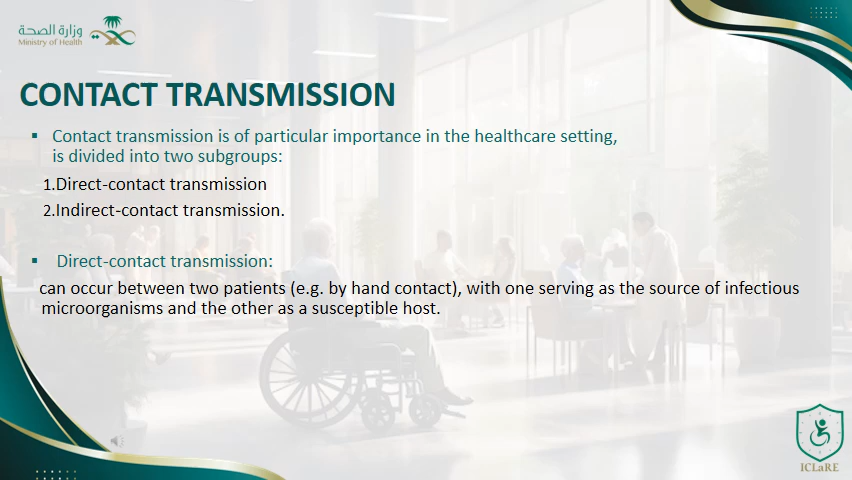 وزارة الصحة
Ministry of Health
CONTACT TRANSMISSION
▪ Contact transmission is of particular importance in the healthcare setting,
is divided into two subgroups:
1.Direct-contact transmission
2.Indirect-contact transmission.
▪ Direct-contact transmission:
can occur between two patients (e.g. by hand contact), with one serving as the source of infectious
microorganisms and the other as a susceptible host.
ICLaRE